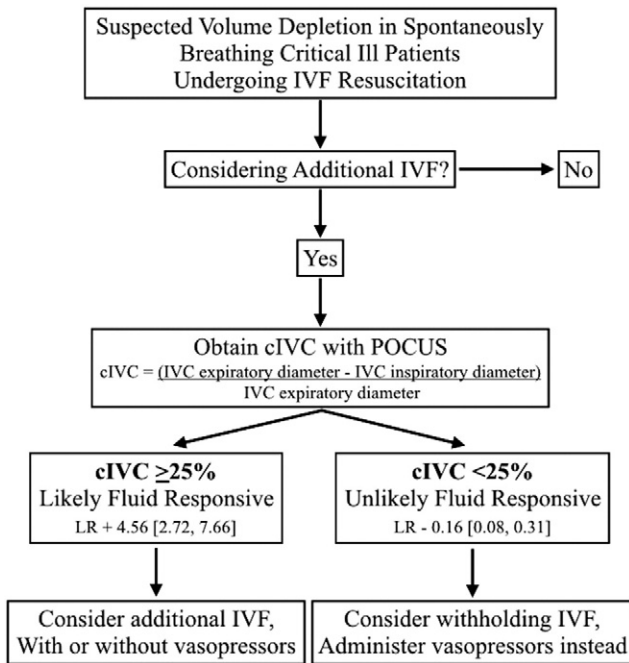 Suspected Volume Depletion in Spontaneously
Breathing Critical Ill Patients
Undergoing IVF Resuscitation
Considering Additional IVF?
No
Yes
Obtain cIVC with POCUS
cIVC = (IVC expiratory diameter - IVC inspiratory diameter)
IVC expiratory diameter
cIVC ≥25%
Likely Fluid Responsive
LR + 4.56 [2.72, 7.66]
cIVC <25%
Unlikely Fluid Responsive
LR - 0.16 [0.08, 0.31]
Consider additional IVF,
With or without vasopressors
Consider withholding IVF,
Administer vasopressors instead